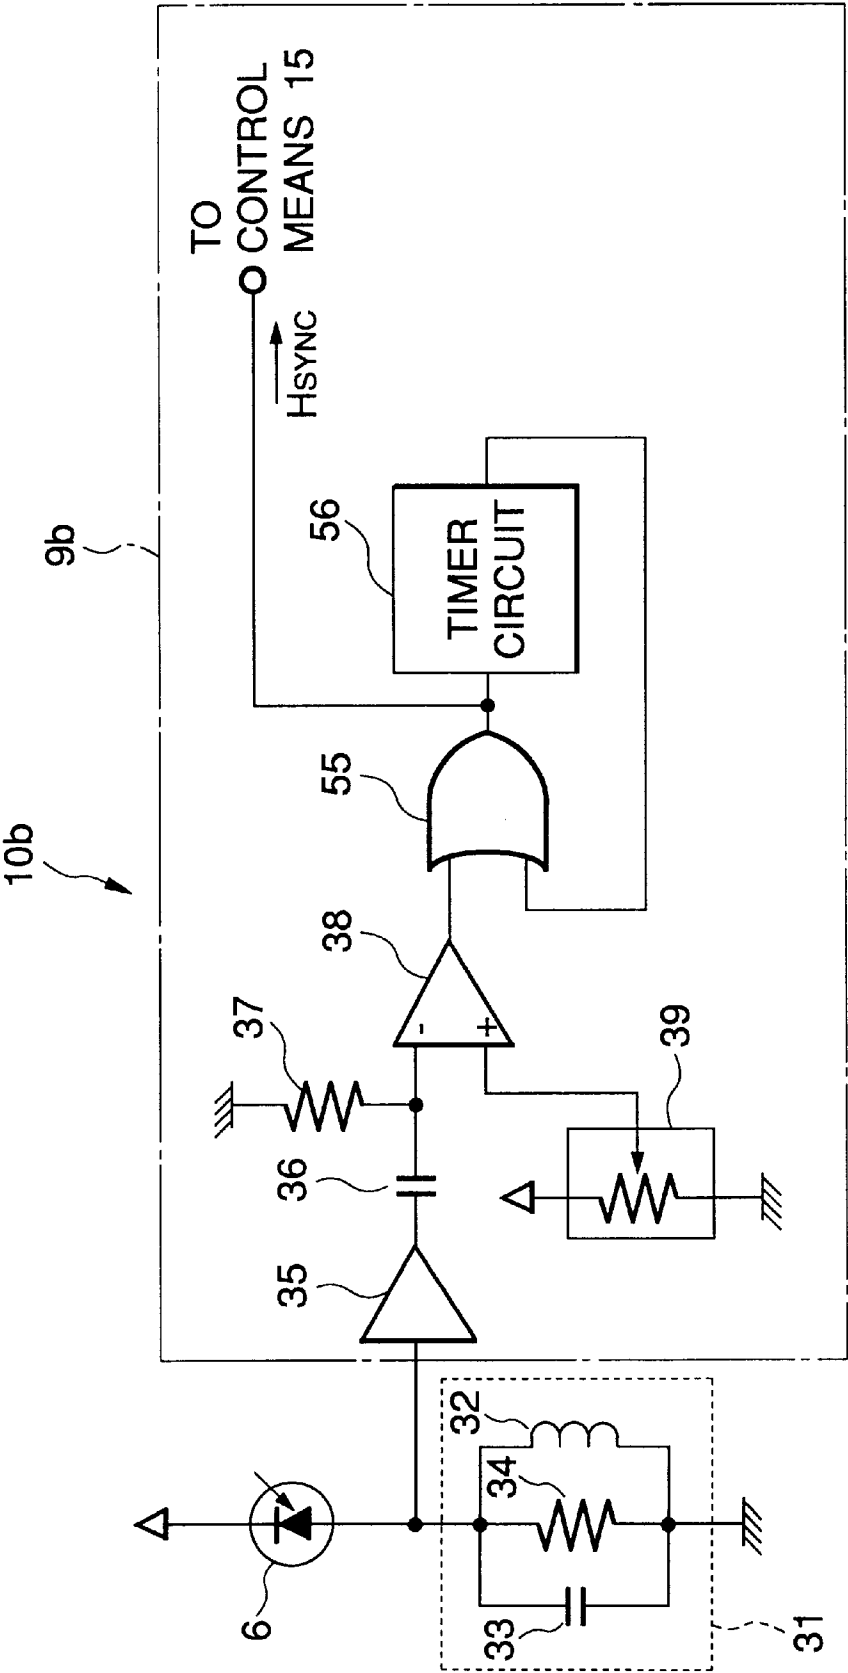 10b
9b
TO
CONTROL
MEANS 15
HSYNC
6
35
36
37
38
55
56
TIMER
CIRCUIT
-
+
39
31
32
33
34